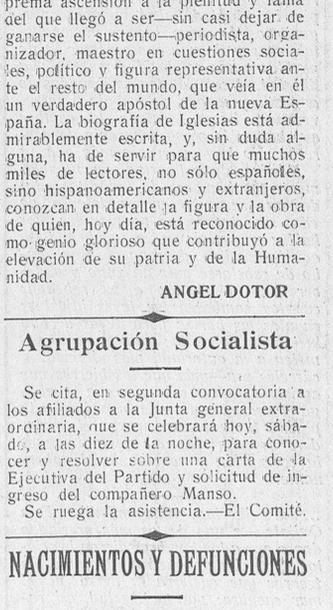 prema ascensión a la plenitud y fama
del que llegó a ser—sin casi dejar de
ganarse el sustento—periodista, orga-
nizador, maestro en cuestiones socia-
les, político y figura representativa an-
te el resto del mundo, que veía en él
un verdadero apóstol de la nueva Es-
paña. La biografía de Iglesias está ad-
mirablemente escrita, y, sin duda al-
guna, ha de servir para que muchos
miles de lectores, no sólo españoles,
sino hispanoamericanos y extranjeros,
conozcan en detalle la figura y la obra
de quien, hoy día, está reconocido co-
mo genio glorioso que contribuyó a la
elevación de su patria y de la Huma-
nidad.
ANGEL DOTOR
Agrupación Socialista
Se cita, en segunda convocatoria a
los afiliados a la Junta general extra-
ordinaria, que se celebrará hoy, sába-
do, a las diez de la noche, para cono-
cer y resolver sobre una carta de la
Ejecutiva del Partido y solicitud de in-
greso del compañero Manso.
Se ruega la asistencia.—El Comité.
NACIMIENTOS Y DEFUNCIONES